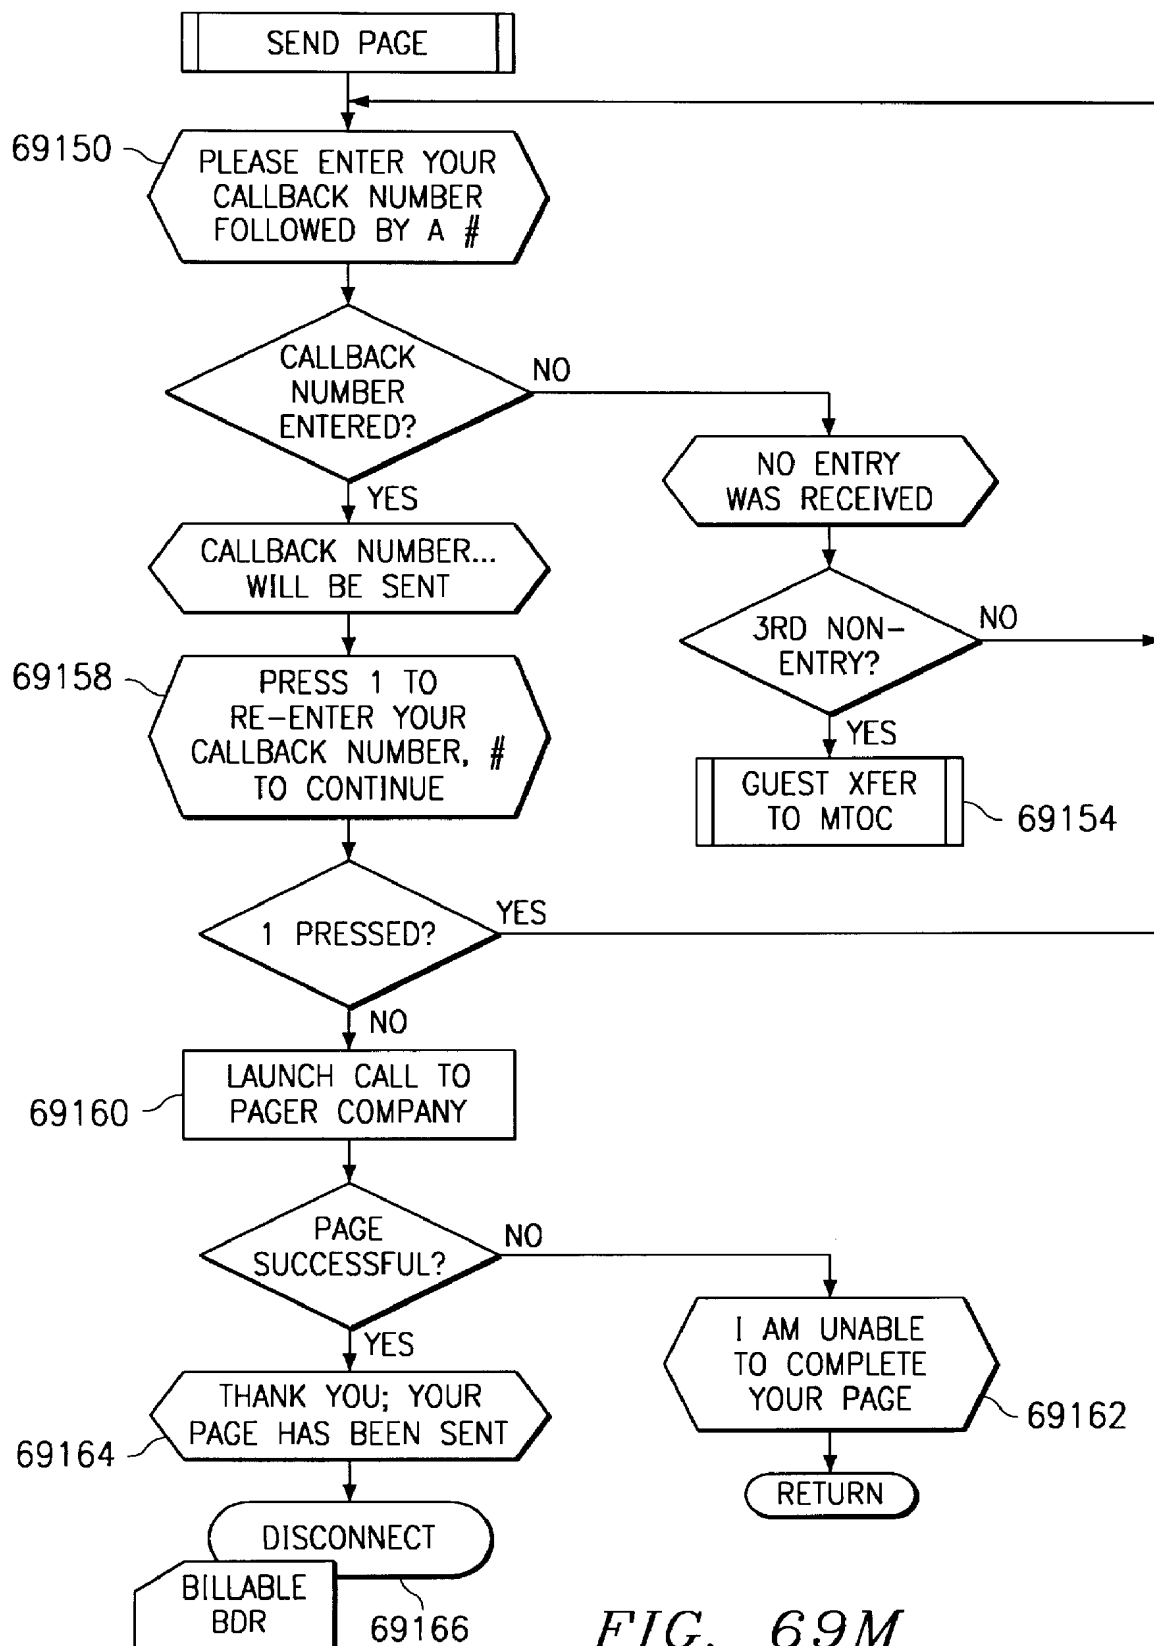 SEND PAGE
69150
PLEASE ENTER YOUR
CALLBACK NUMBER
FOLLOWED BY A #
CALLBACK
NUMBER
ENTERED?
NO
YES
NO ENTRY
WAS RECEIVED
CALLBACK NUMBER...
WILL BE SENT
3RD NON-
ENTRY?
NO
YES
69158
PRESS 1 TO
RE-ENTER YOUR
CALLBACK NUMBER, #
TO CONTINUE
GUEST XFER
TO MTOC
69154
1 PRESSED?
YES
NO
69160
LAUNCH CALL TO
PAGER COMPANY
PAGE
SUCCESSFUL?
NO
YES
I AM UNABLE
TO COMPLETE
YOUR PAGE
69162
RETURN
THANK YOU; YOUR
PAGE HAS BEEN SENT
69164
DISCONNECT
BILLABLE
BDR
69166
FIG. 69M